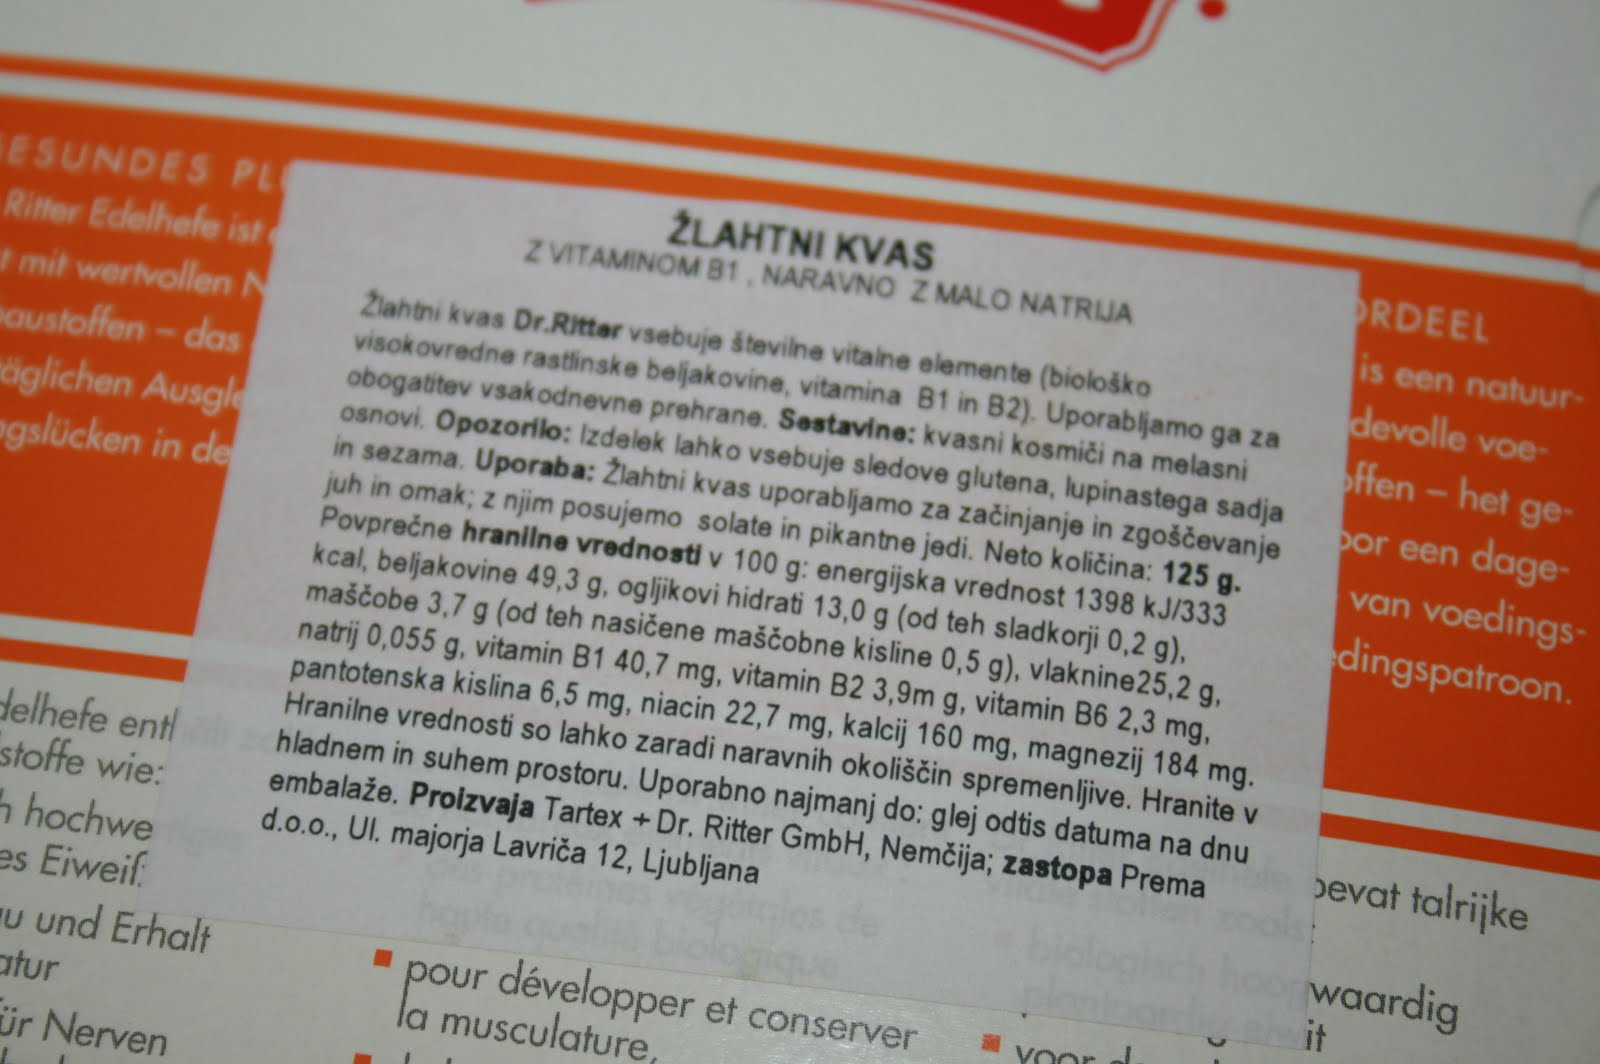 GESUNDES
Ritter Edelhefe ist
mit wertvollen
baustoffen – das
täglichen
in
ŽLAHTNI KVAS
Z VITAMINOM B1 , NARAVNO Z MALO NATRIJA
Žlahtni kvas Dr.Ritter vsebuje številne vitalne elemente (biološko
visokovredne rastlinske beljakovine, vitamina B1 in B2). Uporabljamo ga za
obogatitev vsakodnevne prehrane. Sestavine: kvasni kosmiči na melasni
osnovi. Opozorilo: Izdelek lahko vsebuje sledove glutena, lupinastega sadja
in sezama. Uporaba: Žlahtni kvas uporabljamo za začinjanje in zgoščevanje
juh in omak; z njim posujemo solate in pikantne jedi. Neto količina: 125 g.
Povprečne hranilne vrednosti v 100 g: energijska vrednost 1398 kJ/333
kcal, beljakovine 49,3 g, ogljikovi hidrati 13,0 g (od teh sladkorji 0,2 g),
maščobe 3,7 g (od teh nasičene maščobne kisline 0,5 g), vlaknine25,2 g,
natrij 0,055 g, vitamin B1 40,7 mg, vitamin B2 3,9m g, vitamin B6 2,3 mg,
pantotenska kislina 6,5 mg, niacin 22,7 mg, kalcij 160 mg, magnezij 184 mg.
Hranilne vrednosti so lahko zaradi naravnih okoliščin spremenljive. Hranite v
hladnem in suhem prostoru. Uporabno najmanj do: glej odtis datuma na dnu
embalaže. Proizvaja Tartex + Dr. Ritter GmbH, Nemčija; zastopa Prema
d.o.o., Ul. majorja Lavriča 12, Ljubljana
ORDEEL
is een natuur-
devolle voe-
offen – het ge-
oor een dage-
van voedings-
edingspatroon.
delhefe enth
stoffe wie:
h hochwe
es Eiweiß
au und Erhalt
atur
für Nerven
pour développer et conserver
la musculature,
bevat talrijke
waardig
voor